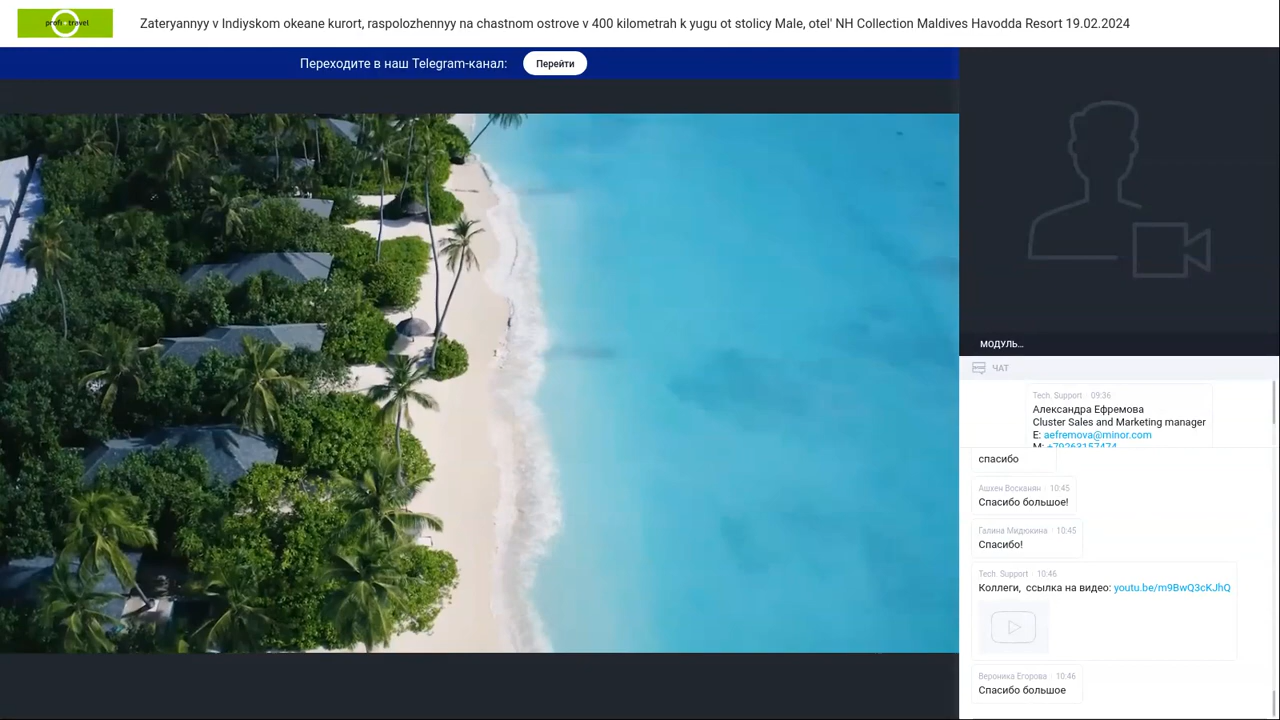 profi travel
Zateryannyy v Indiyskom okeane kurort, raspolozhennyy na dlinnom ostrove v 400 kilometrah k yugu ot stolicy Male, otel' NH Collection Maldives Havodda Resort 19.02.2024
Переходите в наш Telegram-канал:
Перейти
МОДУЛЬ...
ЧАТ
Tech. Support · 09:36
Александра Ефремова
Cluster Sales and Marketing manager
E: aefremova@minor.com
M: +79263157474
спасибо
Ашхен Восканян · 10:45
Спасибо большое!
Галина Мидюкина · 10:45
Спасибо!
Tech. Support · 10:46
Коллеги, ссылка на видео: youtu.be/m9BwQ3cKJhQ
Вероника Егорова · 10:46
Спасибо большое